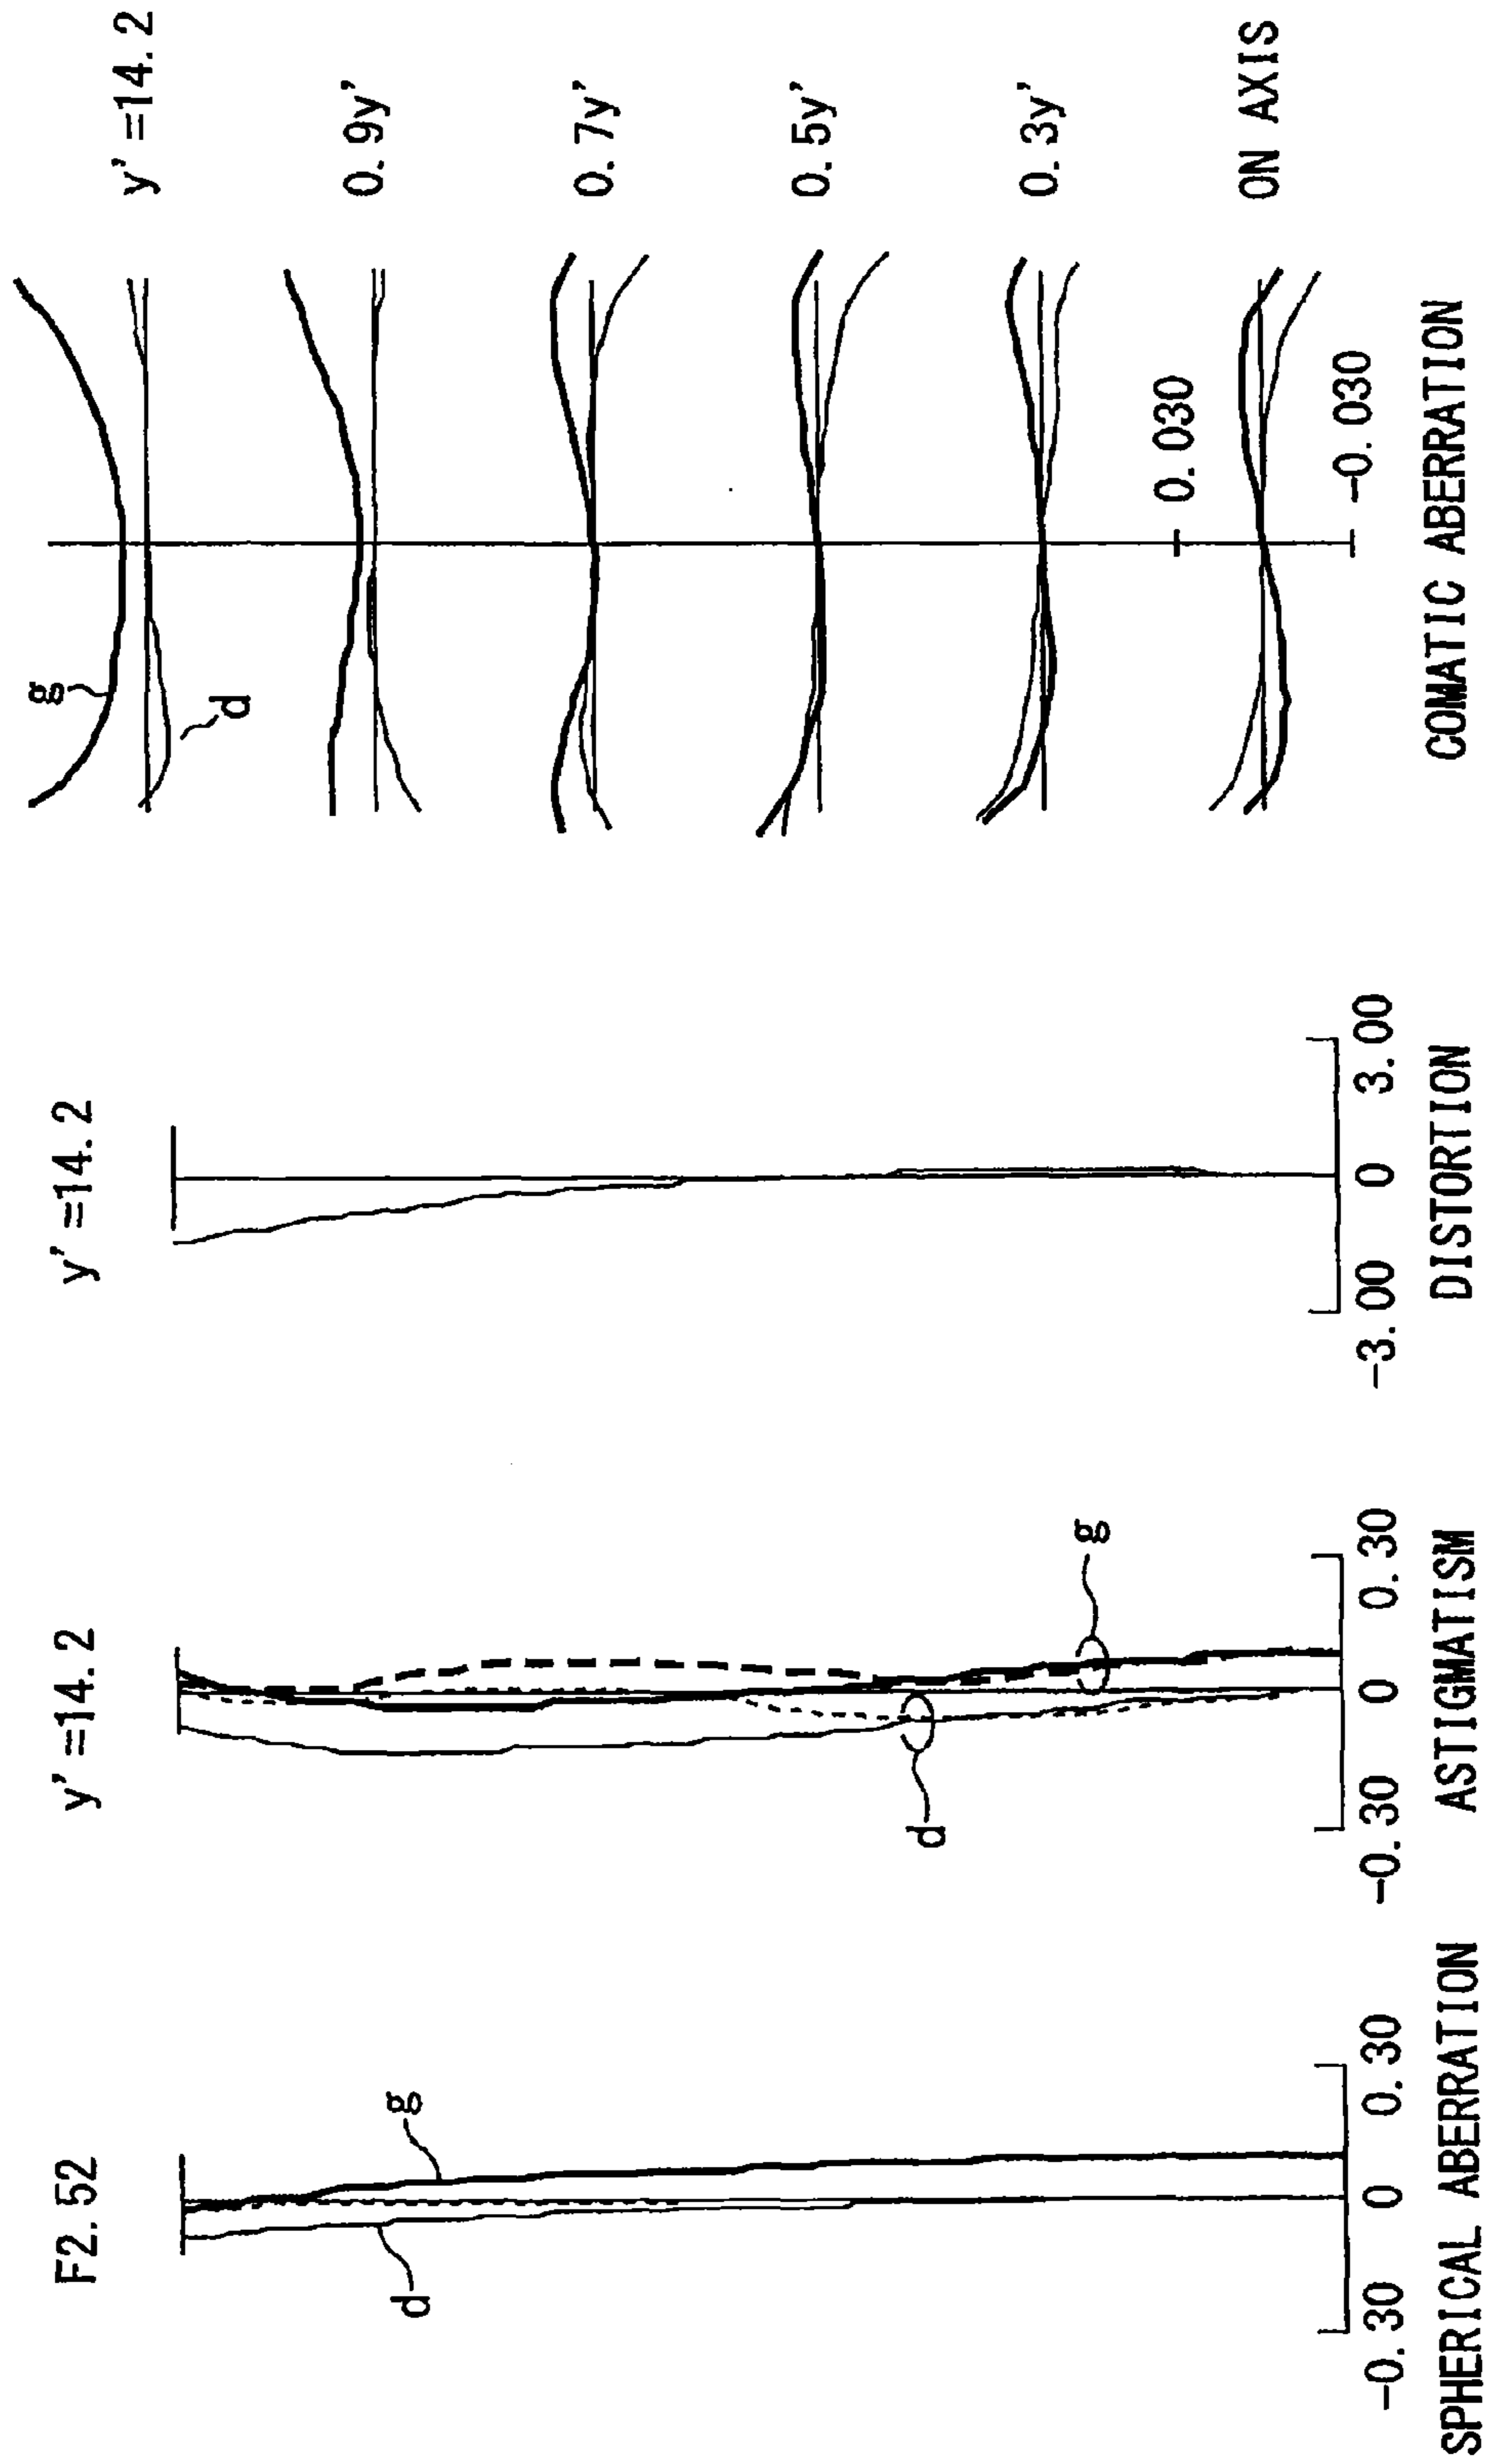 F2.52
g
d
-0.30 0 0.30
SPHERICAL ABERRATION
y'=14.2
g
d
-0.30 0 0.30
ASTIGMATISM
y'=14.2
-3.00 0 3.00
DISTORTION
y'=14.2
g
d
0.9y'
0.7y'
0.5y'
0.3y'
0.030
ON AXIS
-0.030
COMATIC ABERRATION